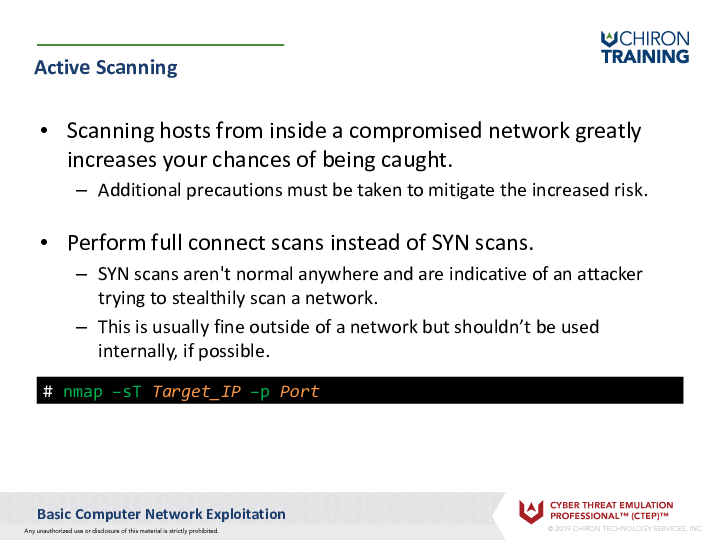 CHIRON
TRAINING
Active Scanning
• Scanning hosts from inside a compromised network greatly
increases your chances of being caught.
– Additional precautions must be taken to mitigate the increased risk.
• Perform full connect scans instead of SYN scans.
– SYN scans aren't normal anywhere and are indicative of an attacker
trying to stealthily scan a network.
– This is usually fine outside of a network but shouldn’t be used
internally, if possible.
# nmap –sT Target_IP –p Port
Basic Computer Network Exploitation
Any unauthorized use or disclosure of this material is strictly prohibited.
CYBER THREAT EMULATION
PROFESSIONAL™ (CTEP)™
© 2019 CHIRON TECHNOLOGY SERVICES, INC.